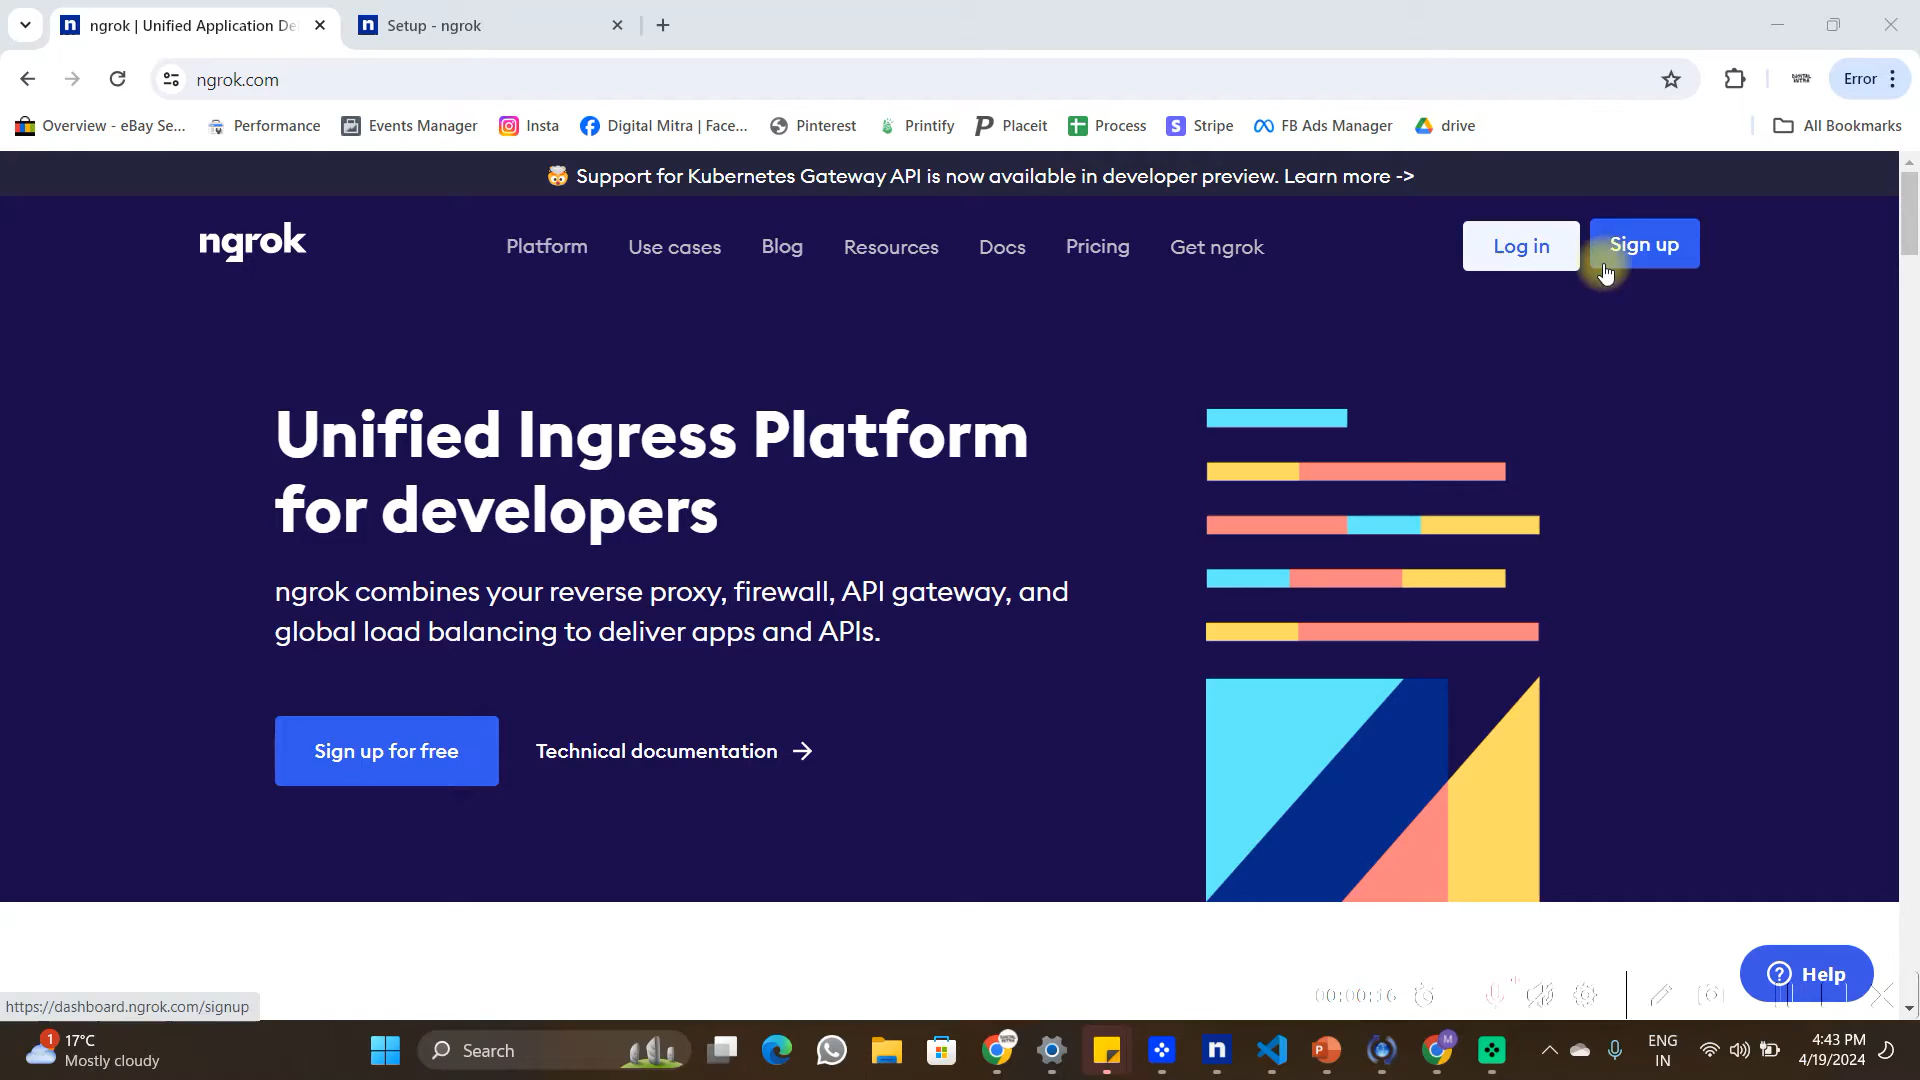 ngrok | Unified Application De
Setup - ngrok
ngrok.com
Error
Overview - eBay Se...
Performance
Events Manager
Insta
Digital Mitra | Face...
Pinterest
Printify
Placeit
Process
Stripe
FB Ads Manager
drive
All Bookmarks
Support for Kubernetes Gateway API is now available in developer preview. Learn more ->
ngrok
Platform
Use cases
Blog
Resources
Docs
Pricing
Get ngrok
Log in
Sign up
Unified Ingress Platform
for developers
ngrok combines your reverse proxy, firewall, API gateway, and
global load balancing to deliver apps and APIs.
Sign up for free
Technical documentation →
Help
00:00:16
https://dashboard.ngrok.com/signup
1
17°C
Mostly cloudy
Search
M
ENG
IN
4:43 PM
4/19/2024